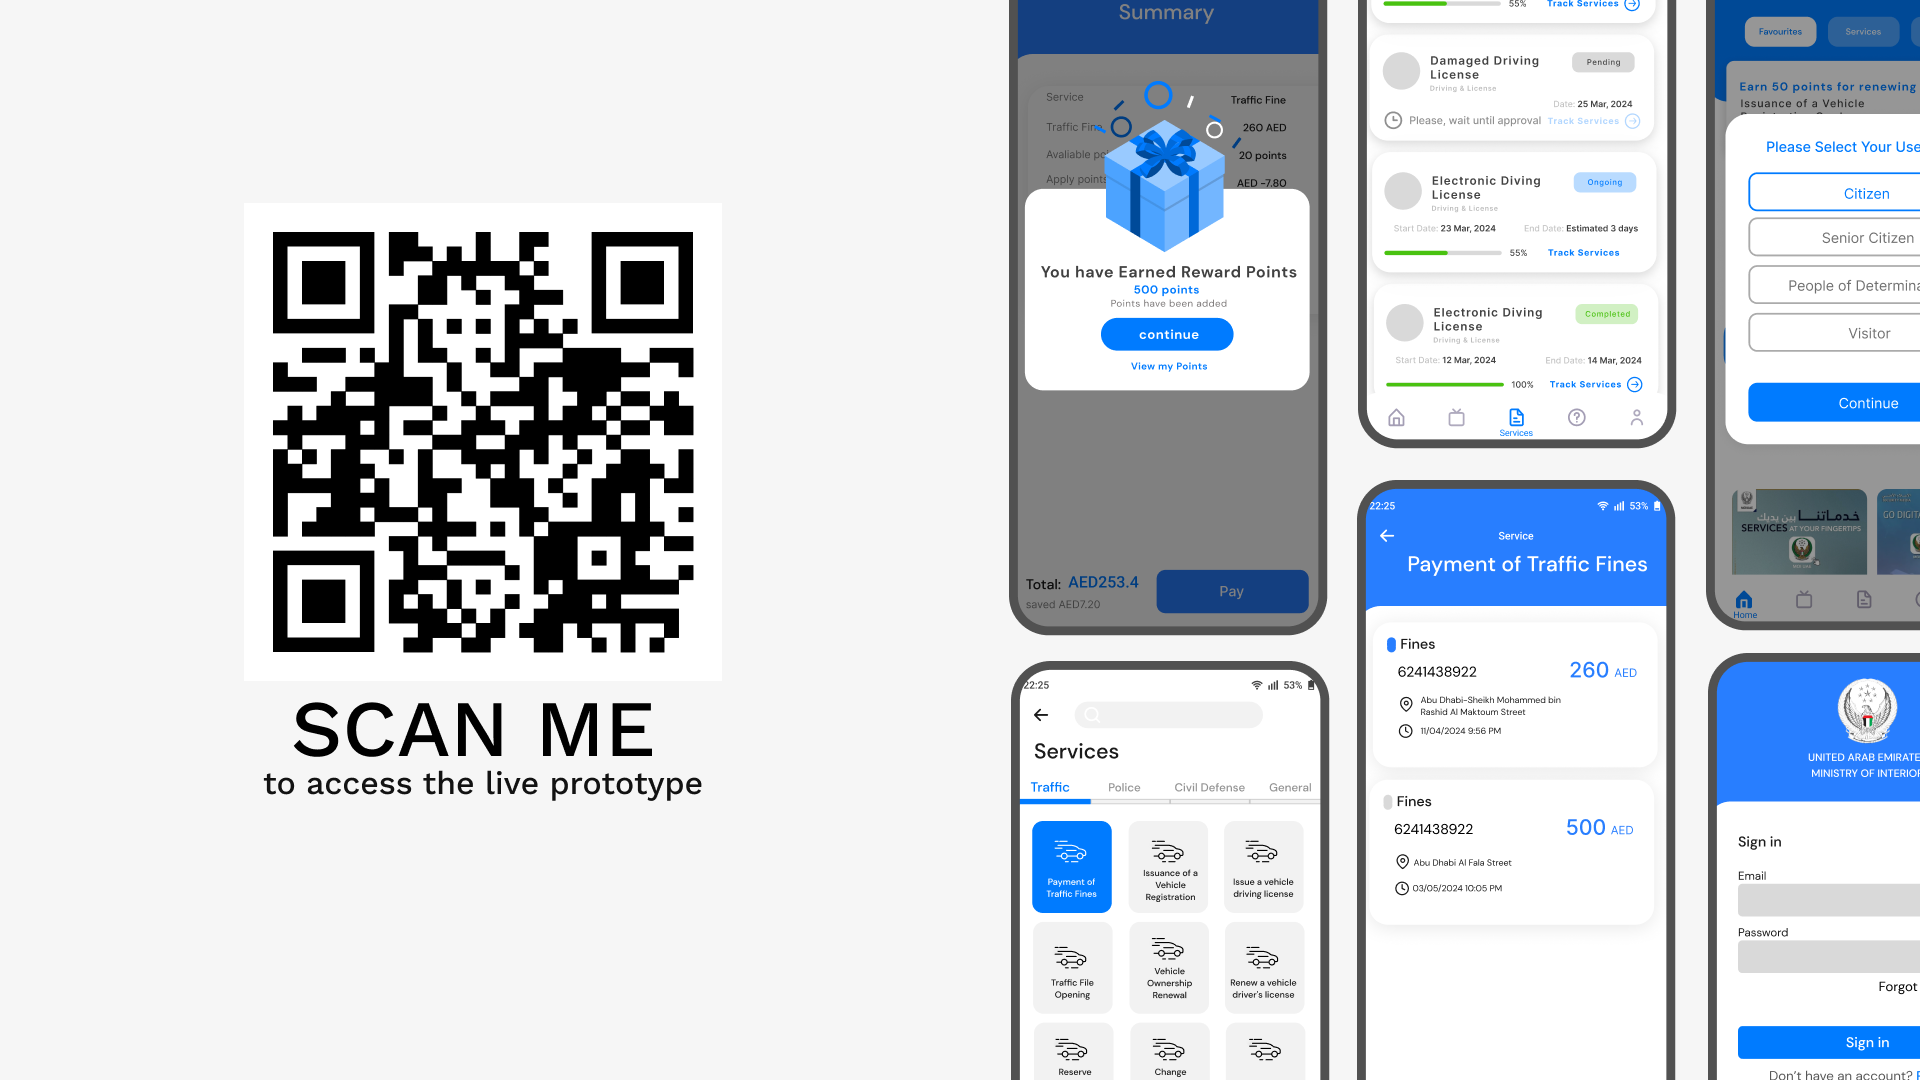 SCAN ME
to access the live prototype
Summary
Service
Traffic Fine
Traffic Fine
260 AED
20 points
Apply points
AED -7.80
You have Earned Reward Points
500 points
Points have been added
continue
View my Points
Total: AED253.4
saved AED7.20
Pay
22:25
53%
Services
Traffic
Police
Civil Defense
General
Payment of
Traffic Fines
Issuance of a
Vehicle
Registration
Issue a vehicle
driving license
Traffic File
Opening
Vehicle
Ownership
Renewal
Renew a vehicle
driver's license
Reserve
Change
55%
Track Services
Damaged Driving
License
Driving & License
Pending
Date: 25 Mar, 2024
Please, wait until approval
Track Services
Electronic Diving
License
Driving & License
Ongoing
Start Date: 23 Mar, 2024
End Date: Estimated 3 days
55%
Track Services
Electronic Diving
License
Driving & License
Completed
Start Date: 12 Mar, 2024
End Date: 14 Mar, 2024
100%
Track Services
Services
22:25
53%
Service
Payment of Traffic Fines
Fines
6241438922
260 AED
Abu Dhabi-Sheikh Mohammed bin
Rashid Al Maktoum Street
11/04/2024 9:56 PM
Fines
6241438922
500 AED
Abu Dhabi Al Fala Street
03/05/2024 10:05 PM
Favourites
Services
Earn 50 points for renewing
Issuance of a Vehicle
Please Select Your Use
Citizen
Senior Citizen
People of Determina
Visitor
Continue
خدماتنا بين يديك
SERVICES AT YOUR FINGERTIPS
GO DIGIT
Home
UNITED ARAB EMIRATE
MINISTRY OF INTERIOR
Sign in
Email
Password
Forgot
Sign in
Don't have an account?